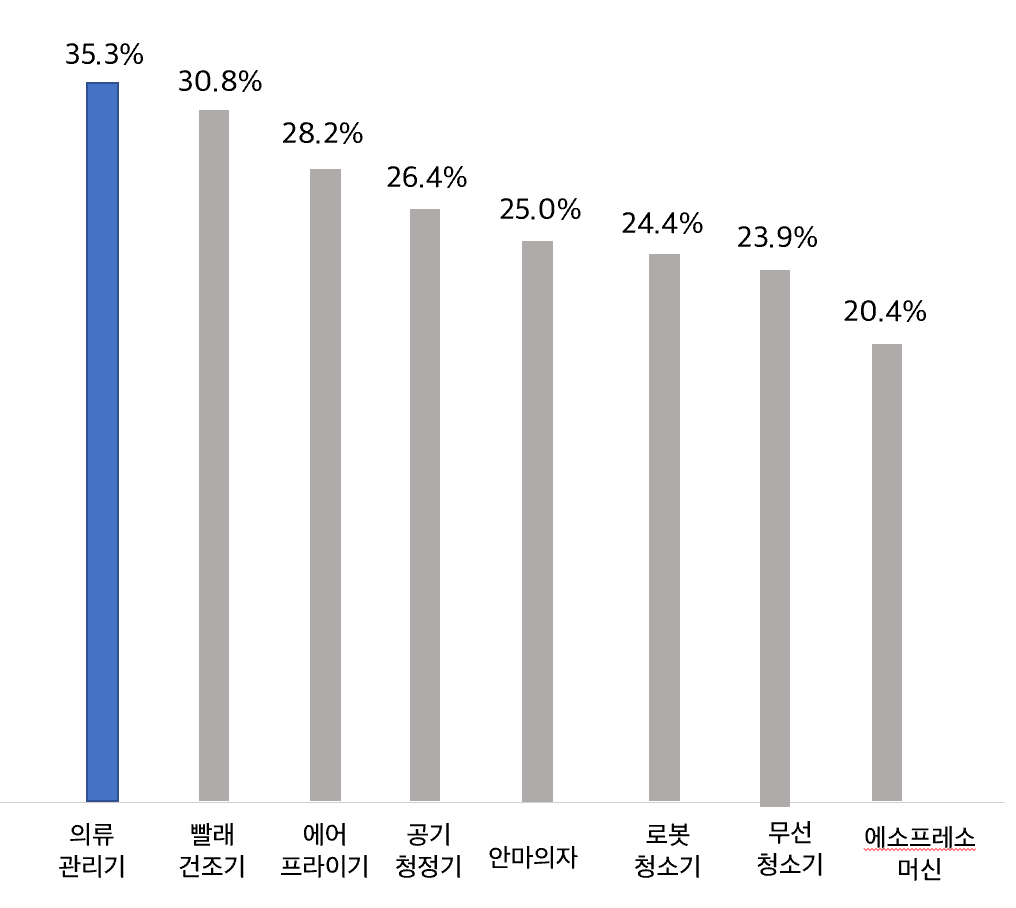 35.3%
30.8%
28.2%
26.4%
25.0%
24.4%
23.9%
20.4%
의류
관리기
빨래
건조기
에어
프라이기
공기
청정기
안마의자
로봇
청소기
무선
청소기
에소프레소
머신